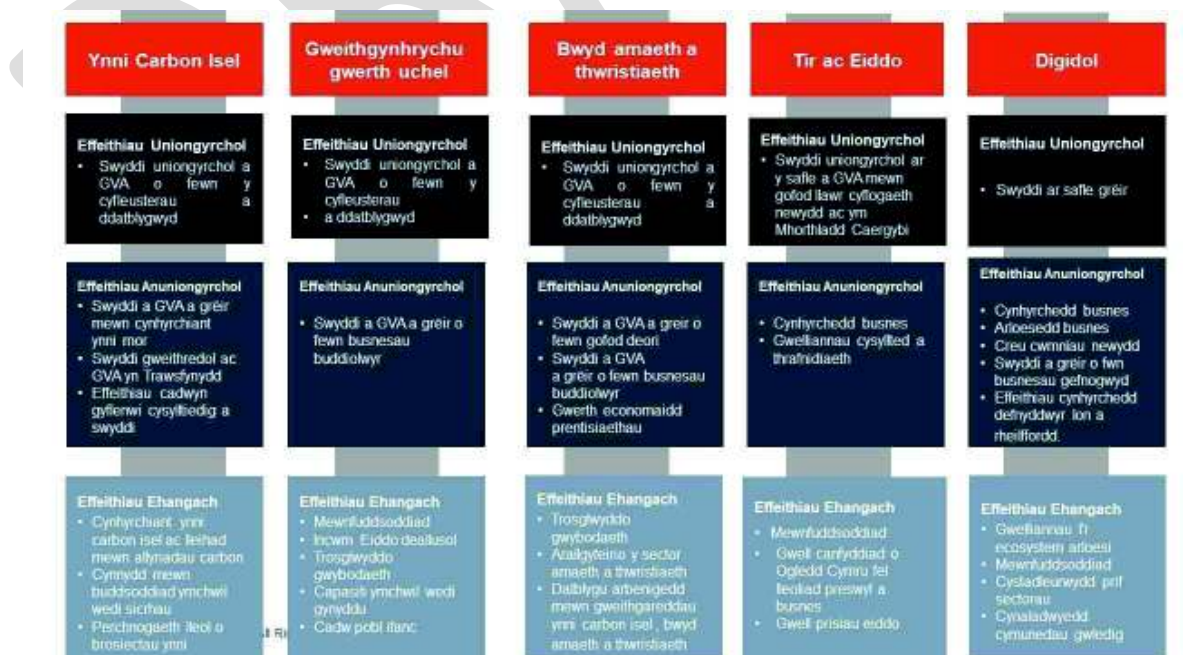 Ynni Carbon Isel
Effeithiau Uniongyrchol
• Swyddi uniongyrchol a
GVA o fewn y
cyfleusterau a
ddatblygwyd
Effeithiau Anuniongyrchol
• Swyddi a GVA a grëir
mewn cynhyrchiant
ynni mor
• Swyddi gweithredol ac
GVA yn Trawsfynydd
• Effeithiau cadwyn
gyflenwi cysylltiedig a
swyddi
Effeithiau Ehangach
• Cynhyrchiant ynni
carbon isel ac lleihad
mewn allynadau carbon
• Cynnydd mewn
buddsoddiad ymchwil
wedi sicrhau
• Perchnogaeth lleol o
brosiectau ynni
Gweithgynhrychu
gwerth uchel
Effeithiau Uniongyrchol
• Swyddi uniongyrchol a
GVA o fewn y
cyfleusterau
• a ddatblygwyd
Effeithiau Anuniongyrchol
• Swyddi a GVA a greir o
fewn busnesau
buddiolwyr
Effeithiau Ehangach
• Mewnfuddsoddiad
• Incwm Eiddo deallusol
• Trosglwyddo
gwybodaeth
• Capasiti ymchwil wedi
gynyddu
• Cadw pobl ifanc
Bwyd amaeth a
thwristiaeth
Effeithiau Uniongyrchol
• Swyddi uniongyrchol a
GVA o fewn y
cyfleusterau a
ddatblygwyd
Effeithiau Anuniongyrchol
• Swyddi a GVA a greir o
fewn gofod deori
• Swyddi a GVA
a grëir o fewn busnesau
buddiolwyr
• Gwerth economaidd
prentisiaethau
Effeithiau Ehangach
• Trosglwyddo
gwybodaeth
• y sector
amaeth a thwristiaeth
• Datblygu arbenigedd
mewn gweithgareddau
ynni carbon isel , bwyd
amaeth a thwristiaeth
Tir ac Eiddo
Effeithiau Uniongyrchol
• Swyddi uniongyrchol ar
y safle a GVA mewn
gofod llawr cyflogaeth
newydd ac ym
Mhorthladd Caergybi
Effeithiau Anuniongyrchol
• Cynhyrchedd busnes
• Gwelliannau cysyllted a
thrafnidiaeth
Effeithiau Ehangach
• Mewnfuddsoddiad
• Gwell canfyddiad o
Ogledd Cymru fel
lleoliad preswyl a
busnes
• Gwell prisiau eiddo
Digidol
Effeithiau Uniongyrchol
• Swyddi ar safle grëir
Effeithiau Anuniongyrchol
• Cynhyrchedd busnes
• Arloesedd busnes
• Creu cwmniau newydd
• Swyddi a grëir o fwn
busnesau gefnogwyd
• Effeithiau cynhyrchedd
defnyddwyr lon a
rheilffordd.
Effeithiau Ehangach
• Gwelliannau i'r
ecosystem arloesi
• Mewnfuddsoddiad
• Cystadleurwydd prif
sectorau
• Cynaladwyedd
cymunedau gwledig